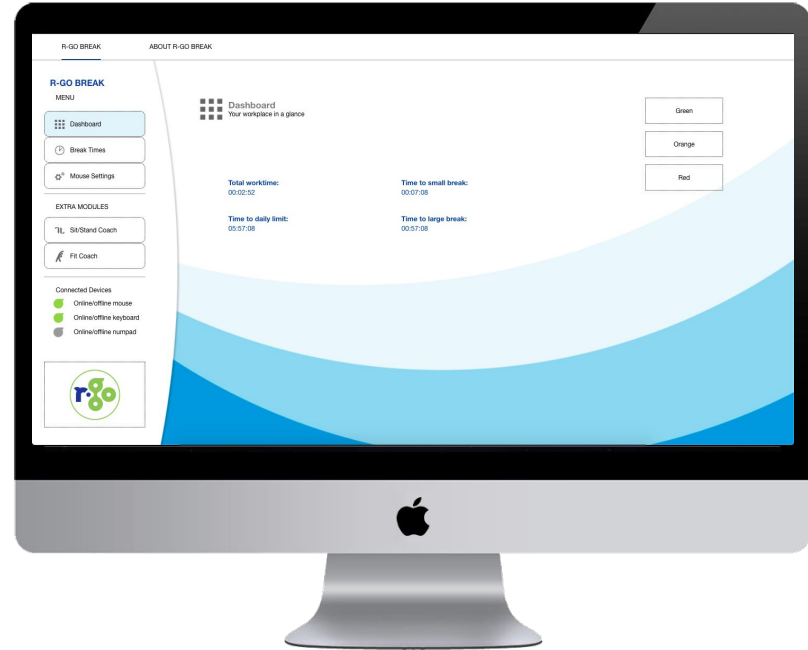 R-GO BREAK
ABOUT R-GO BREAK
R-GO BREAK
MENU
Dashboard
Break Times
Mouse Settings
EXTRA MODULES
Sit/Stand Coach
Fit Coach
Connected Devices
Online/offline mouse
Online/offline keyboard
Online/offline numpad
r·go
Dashboard
Your workplace in a glance
Total worktime:
00:02:52
Time to small break:
00:07:08
Time to daily limit:
05:57:08
Time to large break:
00:57:08
Green
Orange
Red